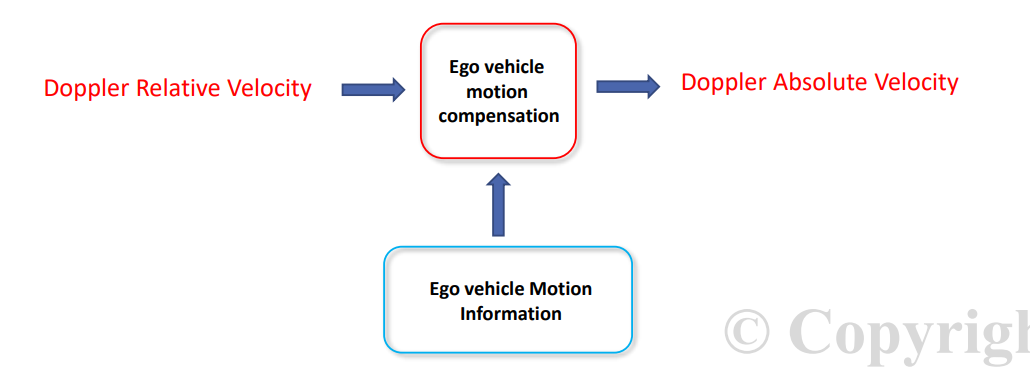 Doppler Relative Velocity
Ego vehicle
motion
compensation
Doppler Absolute Velocity
Ego vehicle Motion
Information
©